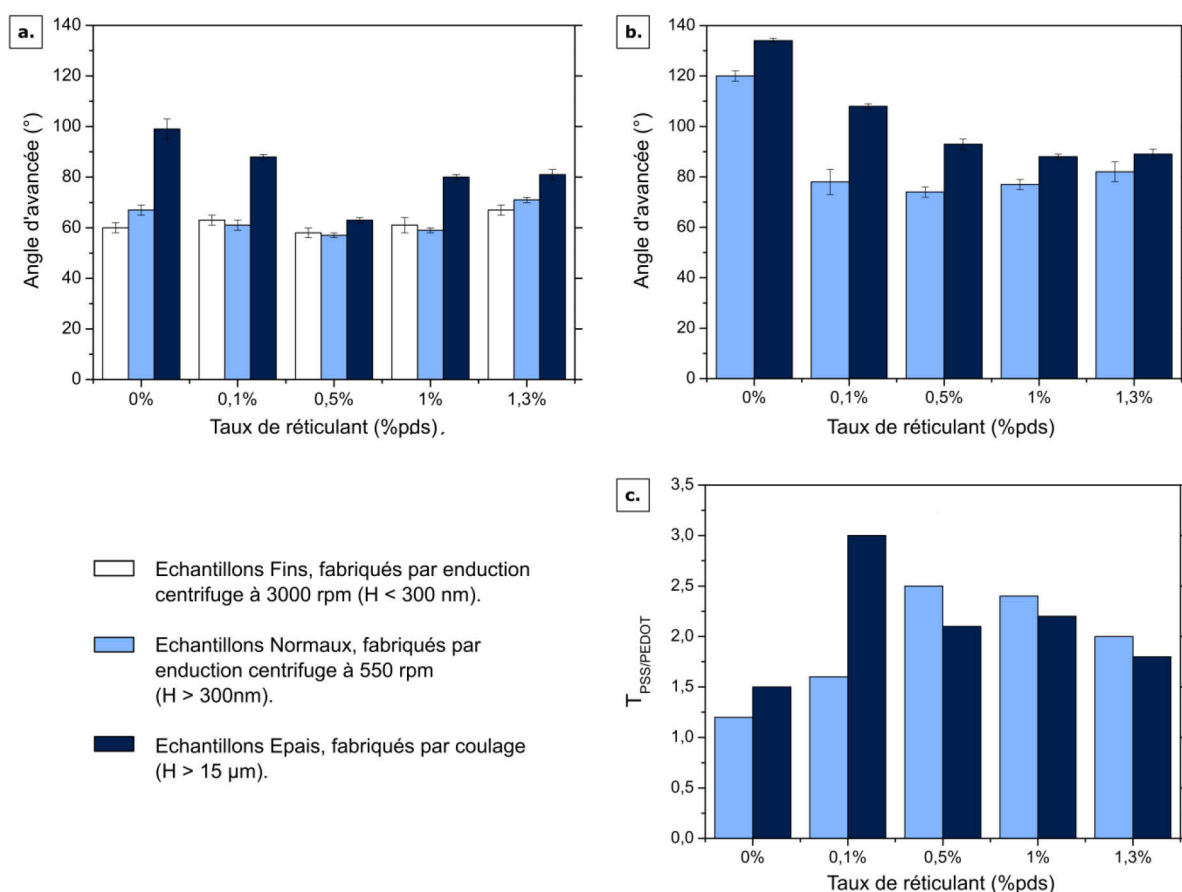 a.
140
120
100
80
60
40
20
0
Angle d'avancée (°)
0%
0,1%
0,5%
1%
1,3%
Taux de réticulant (%pds).
b.
140
120
100
80
60
40
20
0
Angle d'avancée (°)
0%
0,1%
0,5%
1%
1,3%
Taux de réticulant (%pds)
Echantillons Fins, fabriqués par enduction
centrifuge à 3000 rpm (H < 300 nm).
Echantillons Normaux, fabriqués par
enduction centrifuge à 550 rpm
(H > 300nm).
Echantillons Epais, fabriqués par coulage
(H > 15 µm).
c.
3,5
3,0
2,5
2,0
1,5
1,0
0,5
0,0
T PSS/PEDOT
0%
0,1%
0,5%
1%
1,3%
Taux de réticulant (%pds)